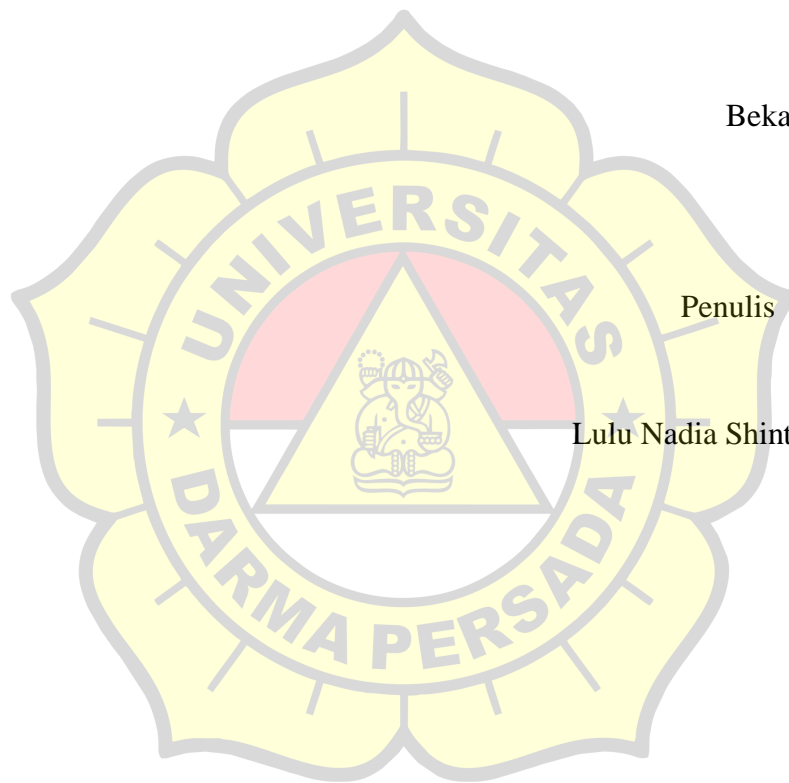 Beka
UNIVERSITAS
Penulis
Lulu Nadia Shint
DARMA PERSADA